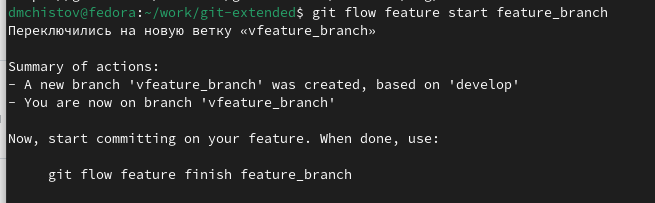 dmchistov@fedora:~/work/git-extended$ git flow feature start feature_branch
Переключились на новую ветку «vfeature_branch»
Summary of actions:
- A new branch 'vfeature_branch' was created, based on 'develop'
- You are now on branch 'vfeature_branch'
Now, start committing on your feature. When done, use:
git flow feature finish feature_branch